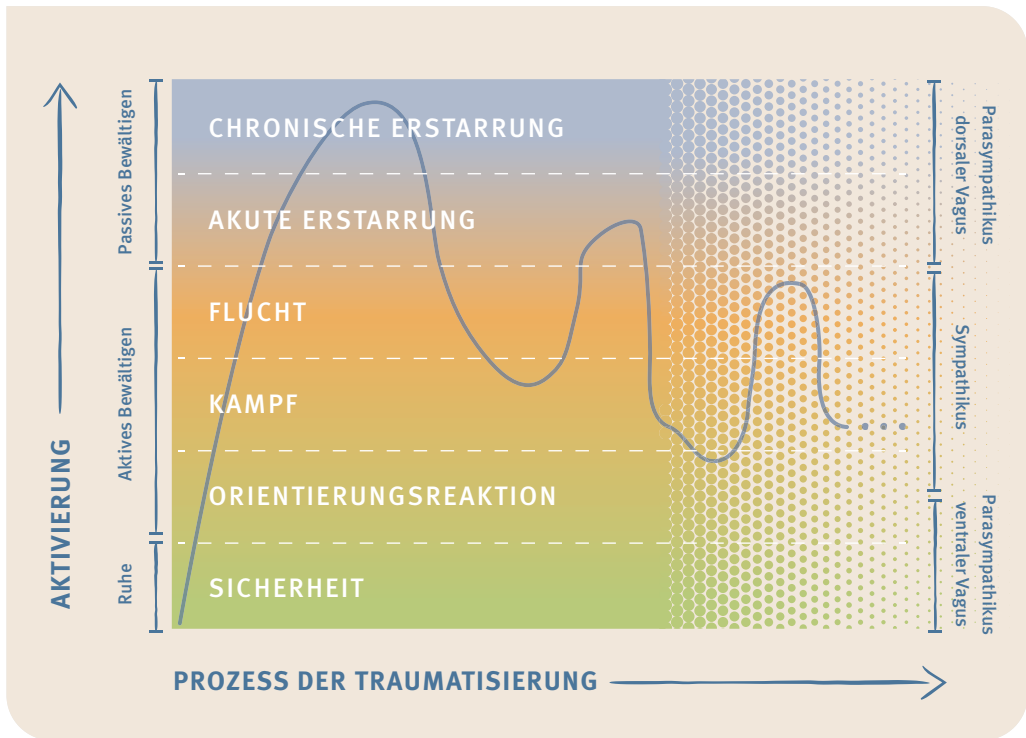 AKTIVIERUNG
Passives Bewältigen
Aktives Bewältigen
Ruhe
CHRONISCHE ERSTARRUNG
AKUTE ERSTARRUNG
FLUCHT
KAMPF
ORIENTIERUNGSREAKTION
SICHERHEIT
Parasympathikus
dorsaler Vagus
Sympathikus
Parasympathikus
ventraler Vagus
PROZESS DER TRAUMATISIERUNG